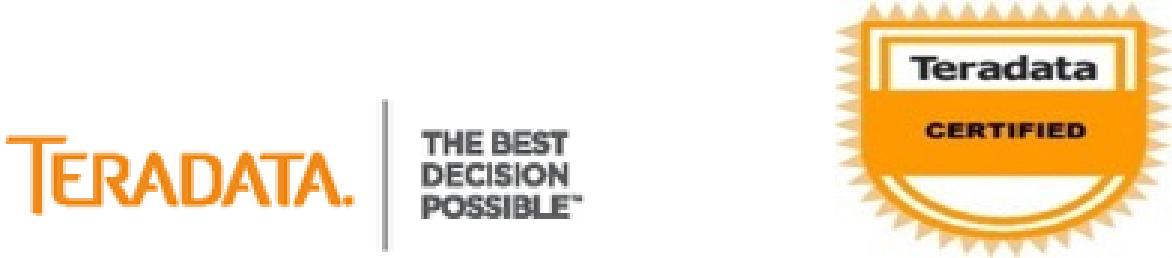 TERADATA.
THE BEST
DECISION
POSSIBLE™
Teradata
CERTIFIED